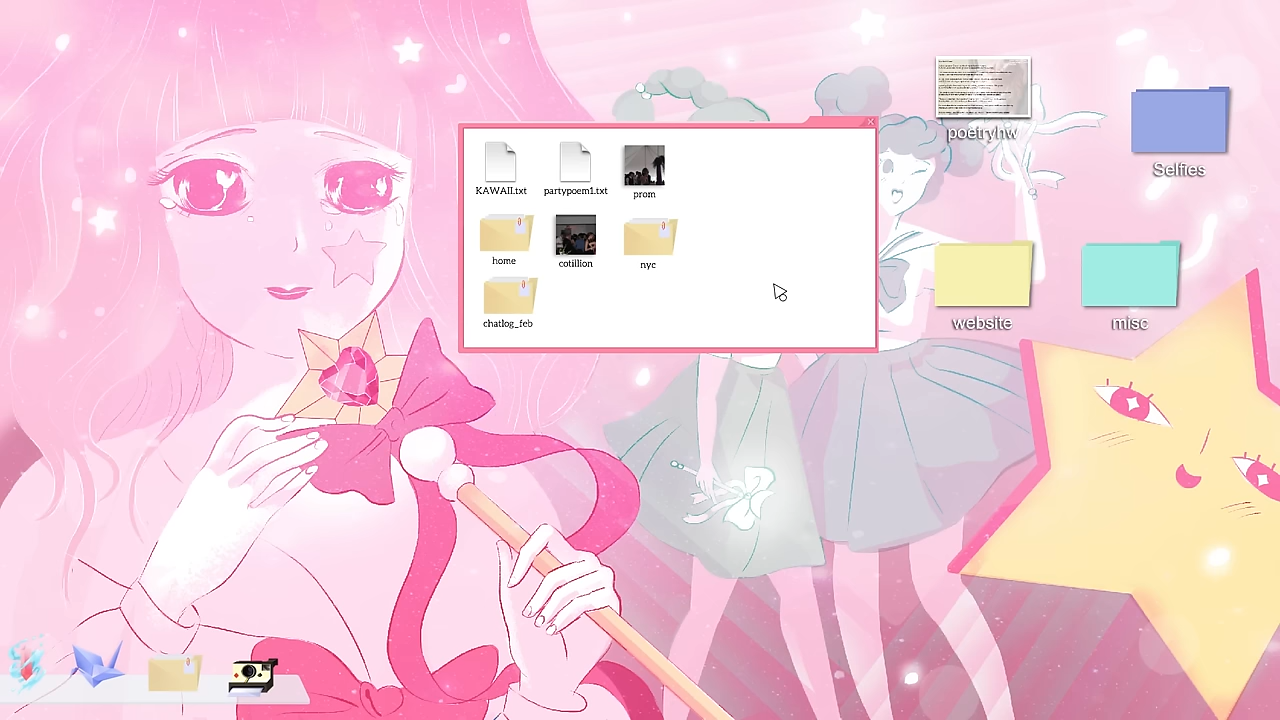 poetryhw
Selfies
KAWAII.txt
partypoem1.txt
prom
home
cotillion
nyc
chatlog_feb
website
misc